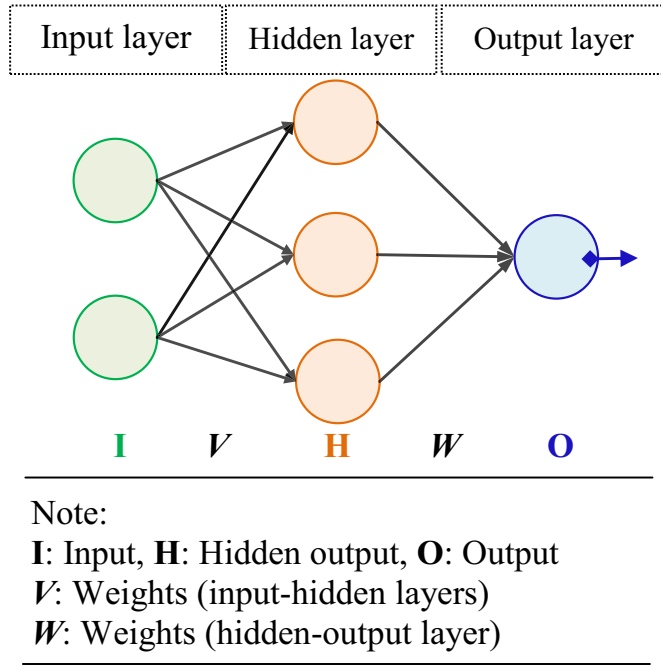 Input layer Hidden layer Output layer
I V H W O
Note:
I: Input, H: Hidden output, O: Output
V: Weights (input-hidden layers)
W: Weights (hidden-output layer)